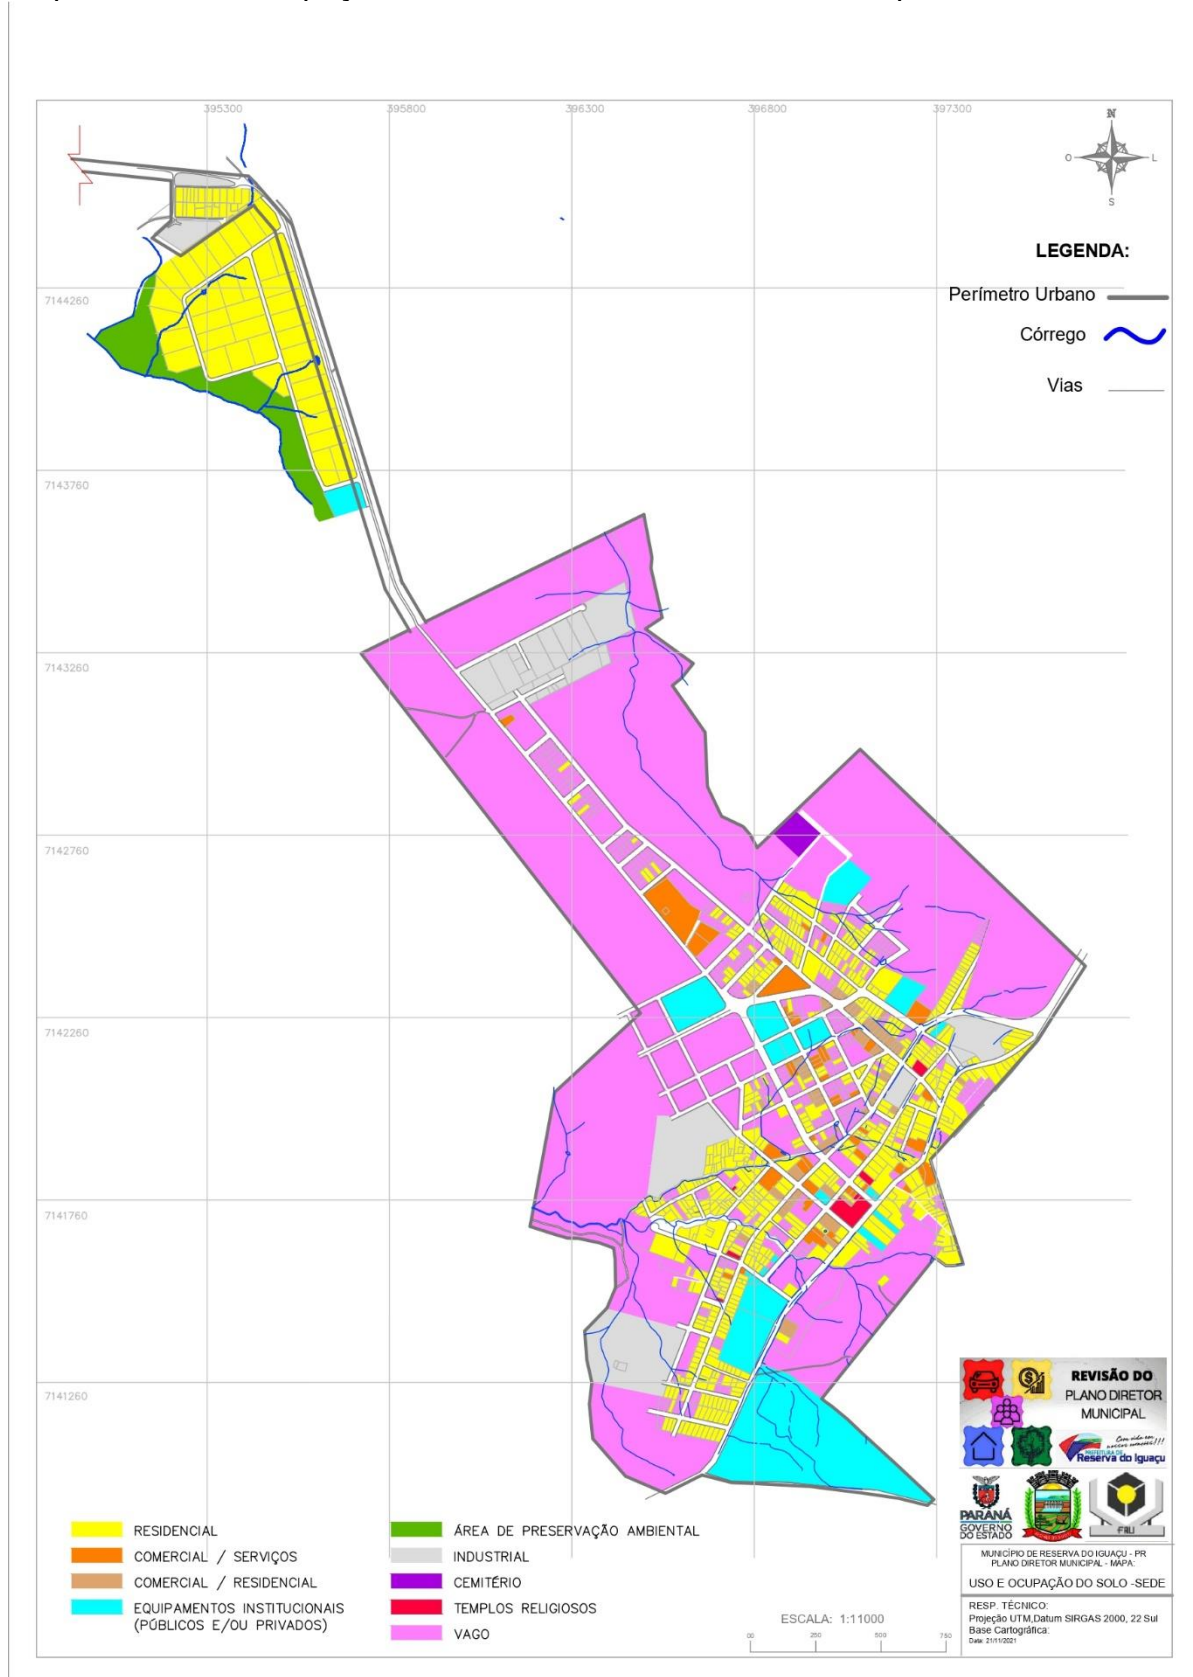 395300
395800
396300
396800
397300
N
O
L
S
LEGENDA:
Perímetro Urbano
Córrego
Vias
7144260
7143760
7143260
7142760
7142260
7141760
7141260
REVISÃO DO
PLANO DIRETOR
MUNICIPAL
PREFEITURA DE
Reserva do Iguaçu
PARANÁ
GOVERNO
DO ESTADO
MUNICÍPIO DE RESERVA DO IGUAÇU - PR
PLANO DIRETOR MUNICIPAL - MAPA:
USO E OCUPAÇÃO DO SOLO -SEDE
RESP. TÉCNICO:
Projeção UTM,Datum SIRGAS 2000, 22 Sul
Base Cartográfica:
Data: 21/11/2021
RESIDENCIAL
COMERCIAL / SERVIÇOS
COMERCIAL / RESIDENCIAL
EQUIPAMENTOS INSTITUCIONAIS
(PÚBLICOS E/OU PRIVADOS)
ÁREA DE PRESERVAÇÃO AMBIENTAL
INDUSTRIAL
CEMITÉRIO
TEMPLOS RELIGIOSOS
VAGO
ESCALA: 1:11000
00
250
500
750